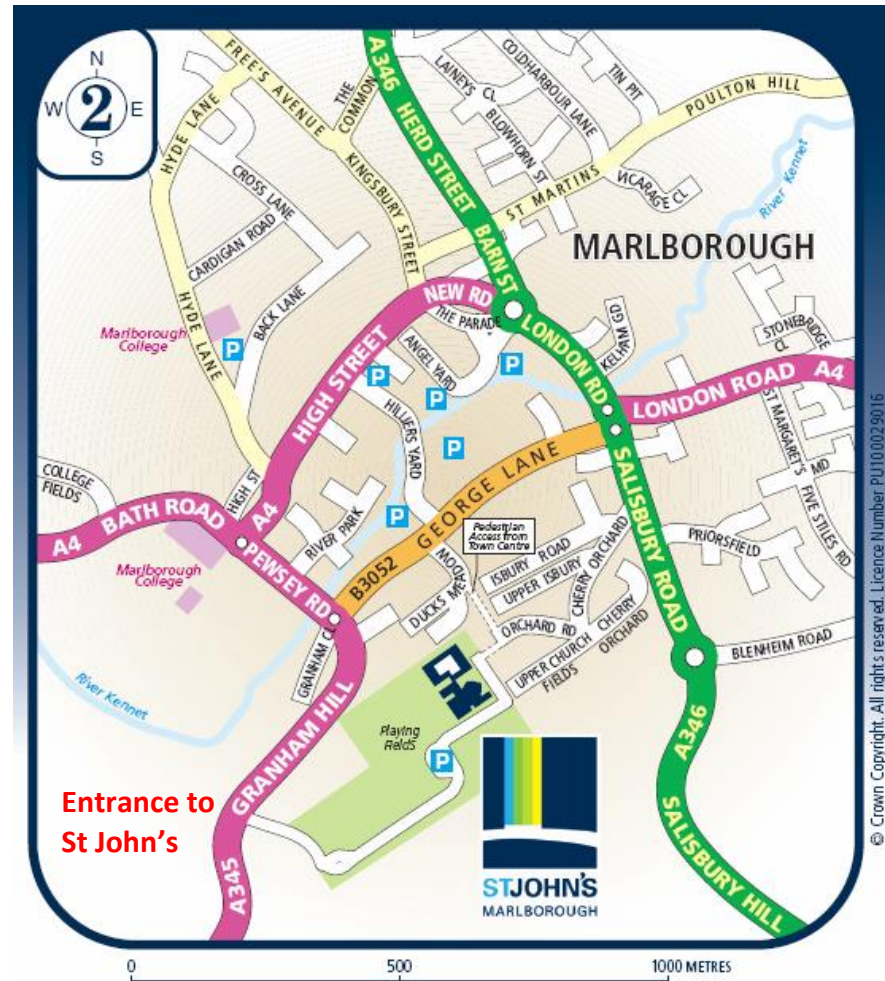 N
W 2 E
S
FREE'S AVENUE
THE COMMON
A346 HERD STREET BARN ST
LAINEYS CL
COLDHARBOUR LANE
TIN PIT
POULTON HILL
BLOWHORN ST
HYDE LANE
CROSS LANE
KINGSBURY STREET
ST MARTINS
VICARAGE CL
River Kennet
CARDIGAN ROAD
MARLBOROUGH
HYDE LANE
BACK LANE
NEW RD
THE PARADE
LONDON RD
KELHAM GD
STONEBRIDGE CL
Marlborough
College
P
HIGH STREET
A4
ANGEL YARD
P
P
P
LONDON ROAD A4
HILLIERS YARD
P
GEORGE LANE
B3052
ST MARGARET'S MD
FIVE STILES RD
COLLEGE
FIELDS
HIGH ST
A4 BATH ROAD
RIVER PARK
P
Pedestrian
Access from
Town Centre
SALISBURY ROAD
PRIORSFIELD
Marlborough
College
PEWSEY RD
DUCKS MEADOW
ISBURY ROAD
UPPER ISBURY
CHERRY ORCHARD
ORCHARD RD
UPPER CHURCH FIELDS
CHERRY ORCHARD
BLENHEIM ROAD
GRANHAM CL
River Kennet
GRANHAM HILL
Playing
Fields
P
A346
SALISBURY HILL
Entrance to
St John's
A345
STJOHN'S
MARLBOROUGH
© Crown Copyright. All rights reserved. Licence Number PU100029016
0 500 1000 METRES